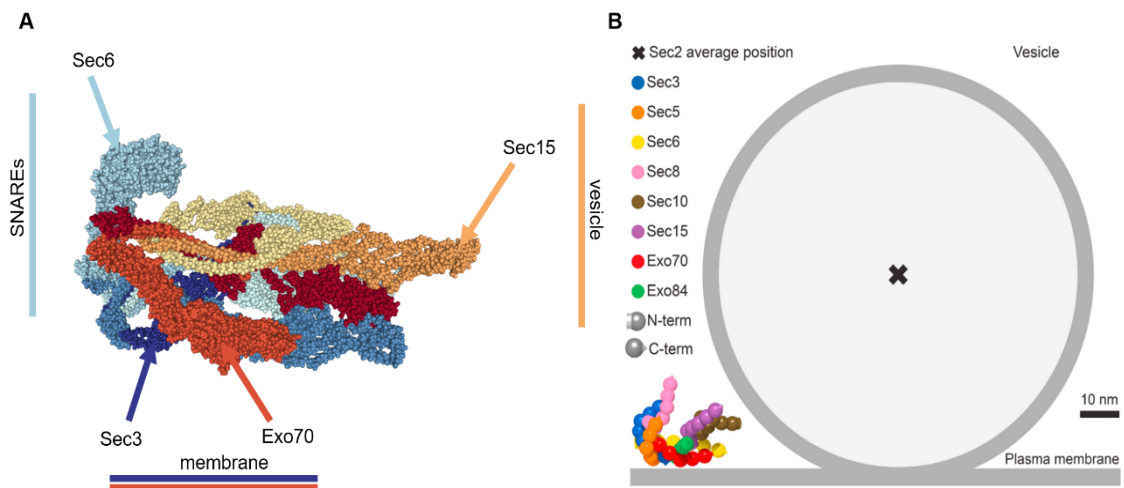 A
Sec6
SNAREs
Sec15
vesicle
Sec3
Exo70
membrane
B
Sec2 average position
Vesicle
Sec3
Sec5
Sec6
Sec8
Sec10
Sec15
Exo70
Exo84
N-term
C-term
10 nm
Plasma membrane